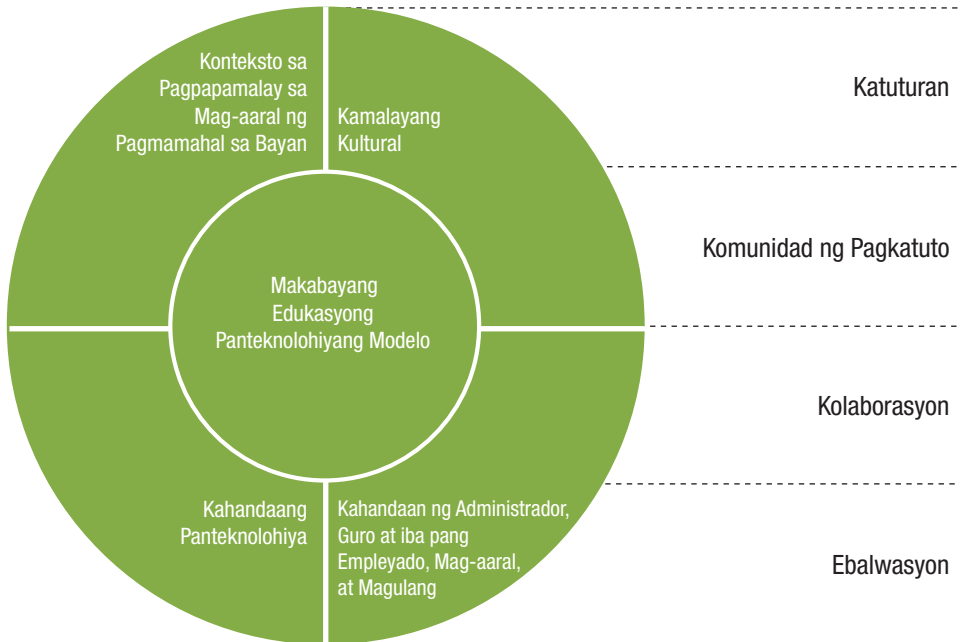 Konteksto sa
Pagpapamalay sa
Mag-aaral ng
Pagmamahal sa Bayan
Kamalayang
Kultural
Makabayang
Edukasyong
Panteknolohiyang Modelo
Kahandaang
Panteknolohiya
Kahandaan ng Administrador,
Guro at iba pang
Empleyado, Mag-aaral,
at Magulang
Katuturan
Komunidad ng Pagkatuto
Kolaborasyon
Ebalwasyon